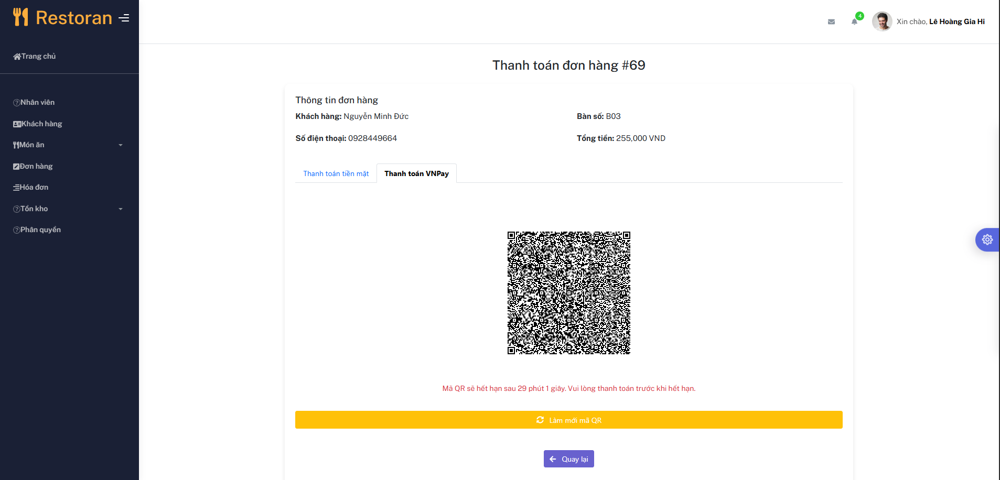 Restoran
4
Xin chào, Lê Hoàng Gia Hi
Trang chủ
Nhân viên
Khách hàng
Món ăn
Đơn hàng
Hóa đơn
Tồn kho
Phân quyền
Thanh toán đơn hàng #69
Thông tin đơn hàng
Khách hàng: Nguyễn Minh Đức
Bàn số: B03
Số điện thoại: 0928449664
Tổng tiền: 255,000 VND
Thanh toán tiền mặt
Thanh toán VNPay
Mã QR sẽ hết hạn sau 29 phút 1 giây. Vui lòng thanh toán trước khi hết hạn.
Làm mới mã QR
Quay lại